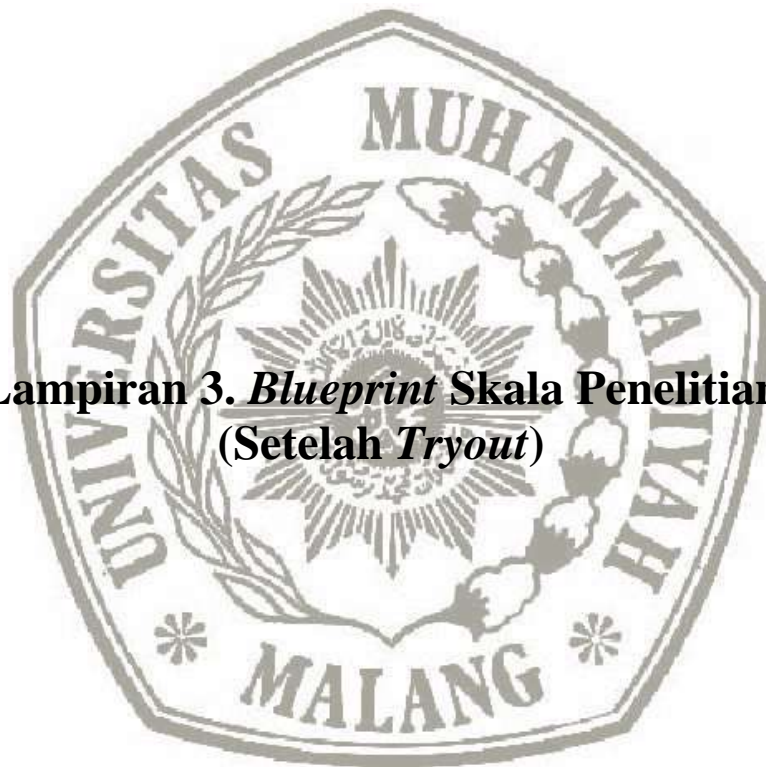 UNIVERSITAS MUHAMMADIYAH
Lampiran 3. Blueprint Skala Penelitian
(Setelah Tryout)
MALANG